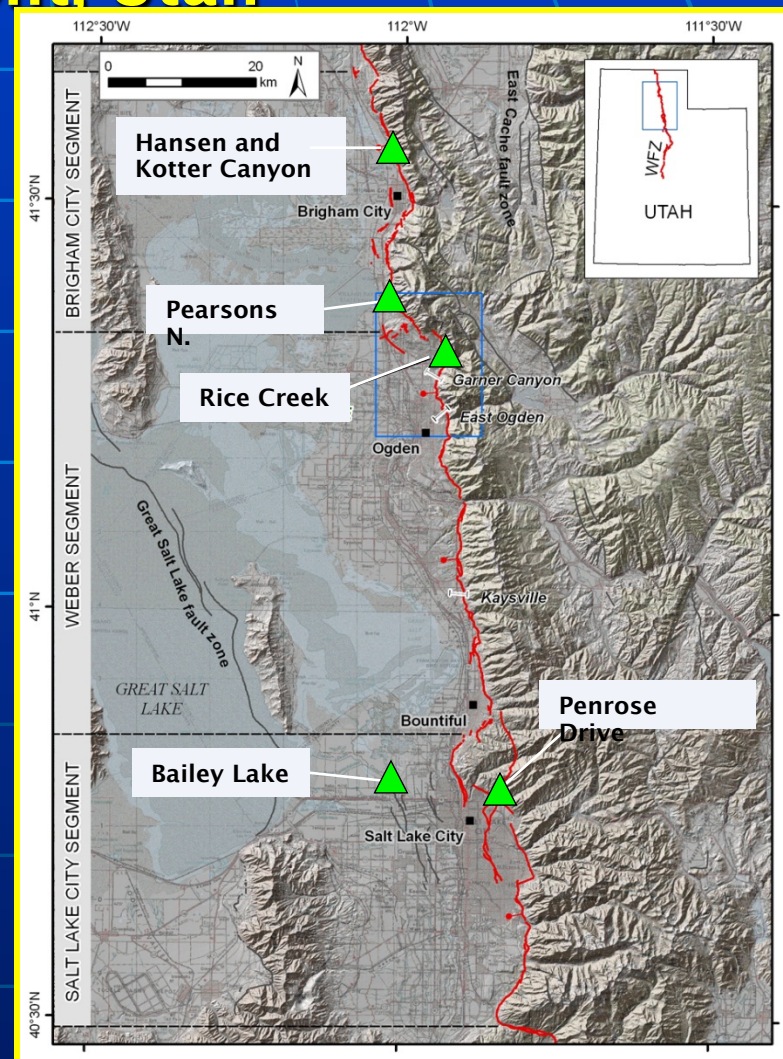 Utah
112°30'W
112°W
111°30'W
0
20
km
N
East Cache fault zone
WFZ
UTAH
BRIGHAM CITY SEGMENT
Hansen and
Kotter Canyon
41°30'N
Brigham City
Pearsons
N.
Rice Creek
Garner Canyon
East Ogden
Ogden
WEBER SEGMENT
Great Salt Lake fault zone
41°N
Kaysville
GREAT SALT
LAKE
Bountiful
Penrose
Drive
Bailey Lake
Salt Lake City
SALT LAKE CITY SEGMENT
40°30'N